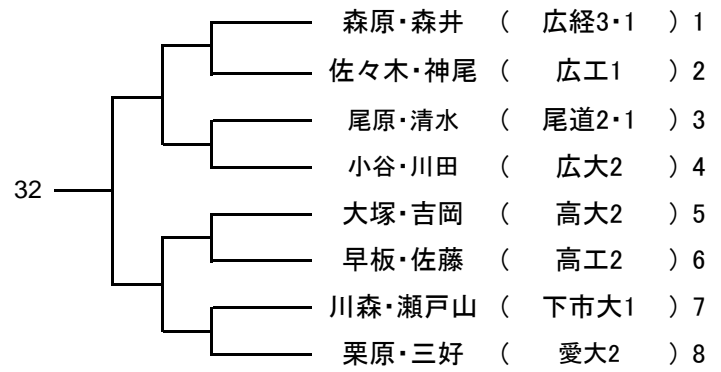 森原・森井 ( 広経3・1 ) 1
佐々木・神尾 ( 広工1 ) 2
尾原・清水 ( 尾道2・1 ) 3
小谷・川田 ( 広大2 ) 4
32
大塚・吉岡 ( 高大2 ) 5
早板・佐藤 ( 高工2 ) 6
川森・瀬戸山 ( 下市大1 ) 7
栗原・三好 ( 愛大2 ) 8